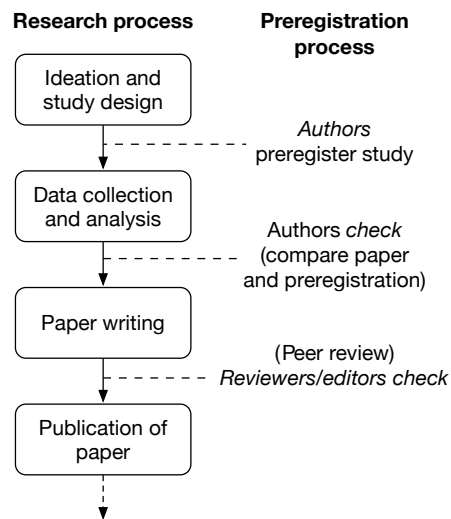 Research process
Preregistration
process
Ideation and
study design
Authors
preregister study
Data collection
and analysis
Authors check
(compare paper
and preregistration)
Paper writing
(Peer review)
Reviewers/editors check
Publication of
paper